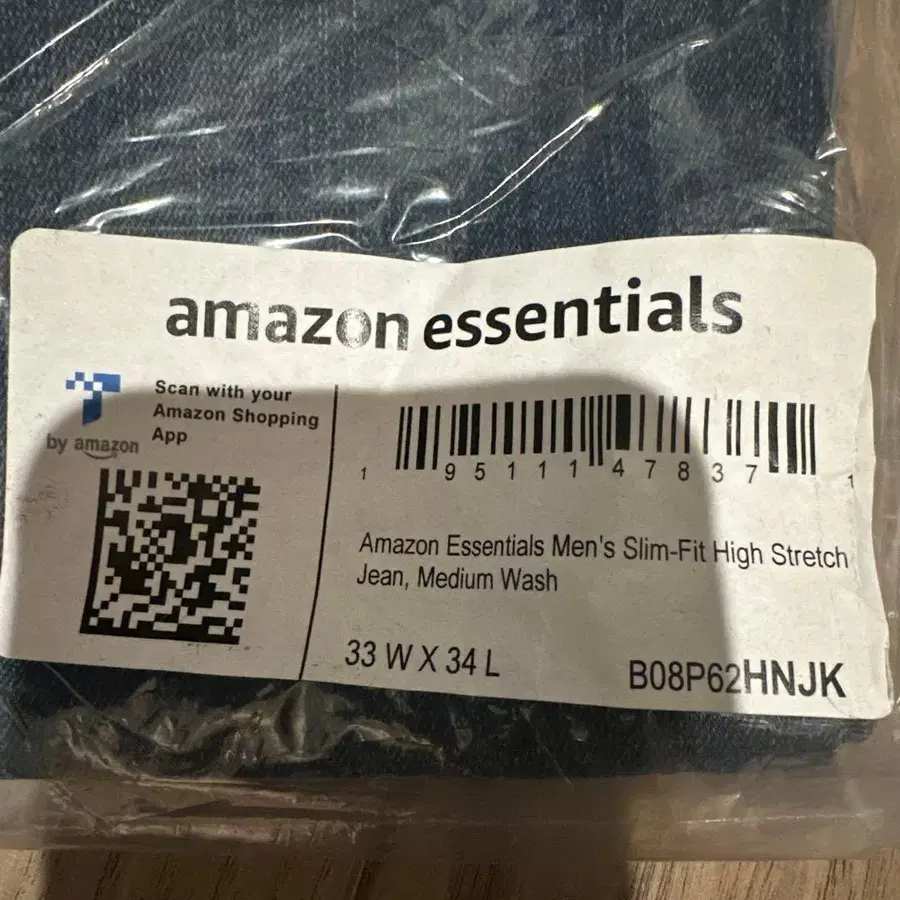 amazon essentials
by amazon
Scan with your
Amazon Shopping
App
1 95111 47837 1
Amazon Essentials Men's Slim-Fit High Stretch
Jean, Medium Wash
33 W X 34 L
B08P62HNJK